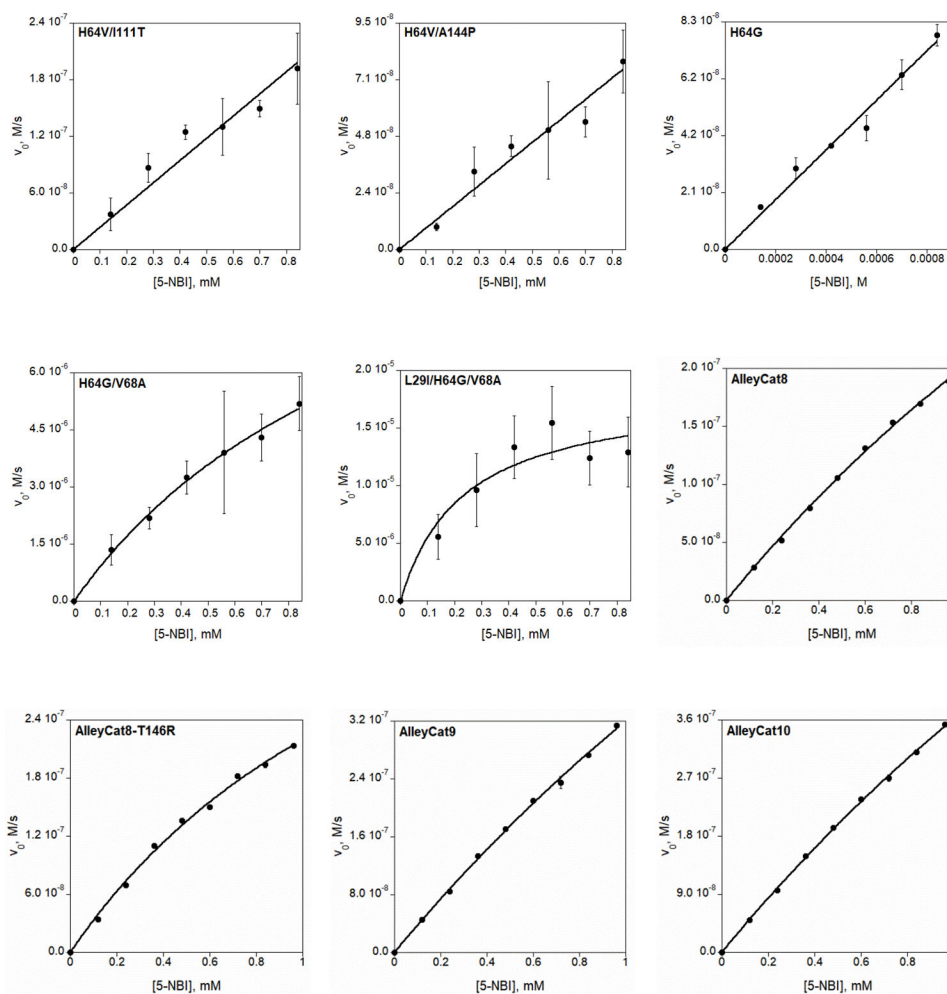 H64V/I111T
2.4 10⁻⁷
1.8 10⁻⁷
1.2 10⁻⁷
6.0 10⁻⁸
0.0
v₀, M/s
0 0.1 0.2 0.3 0.4 0.5 0.6 0.7 0.8
[5-NBI], mM
H64V/A144P
9.5 10⁻⁸
7.1 10⁻⁸
4.8 10⁻⁸
2.4 10⁻⁸
0.0
v₀, M/s
0 0.1 0.2 0.3 0.4 0.5 0.6 0.7 0.8
[5-NBI], mM
H64G
8.3 10⁻⁸
6.2 10⁻⁸
4.2 10⁻⁸
2.1 10⁻⁸
0.0
v₀, M/s
0 0.0002 0.0004 0.0006 0.0008
[5-NBI], M
H64G/V68A
6.0 10⁻⁶
4.5 10⁻⁶
3.0 10⁻⁶
1.5 10⁻⁶
0.0
v₀, M/s
0 0.1 0.2 0.3 0.4 0.5 0.6 0.7 0.8
[5-NBI], mM
L29I/H64G/V68A
2.0 10⁻⁵
1.5 10⁻⁵
1.0 10⁻⁵
5.0 10⁻⁶
0.0
v₀, M/s
0 0.1 0.2 0.3 0.4 0.5 0.6 0.7 0.8
[5-NBI], mM
AlleyCat8
2.0 10⁻⁷
1.5 10⁻⁷
1.0 10⁻⁷
5.0 10⁻⁸
0.0
v₀, M/s
0 0.2 0.4 0.6 0.8
[5-NBI], mM
AlleyCat8-T146R
2.4 10⁻⁷
1.8 10⁻⁷
1.2 10⁻⁷
6.0 10⁻⁸
0.0
v₀, M/s
0 0.2 0.4 0.6 0.8 1
[5-NBI], mM
AlleyCat9
3.2 10⁻⁷
2.4 10⁻⁷
1.6 10⁻⁷
8.0 10⁻⁸
0.0
v₀, M/s
0 0.2 0.4 0.6 0.8 1
[5-NBI], mM
AlleyCat10
3.6 10⁻⁷
2.7 10⁻⁷
1.8 10⁻⁷
9.0 10⁻⁸
0.0
v₀, M/s
0 0.2 0.4 0.6 0.8
[5-NBI], mM